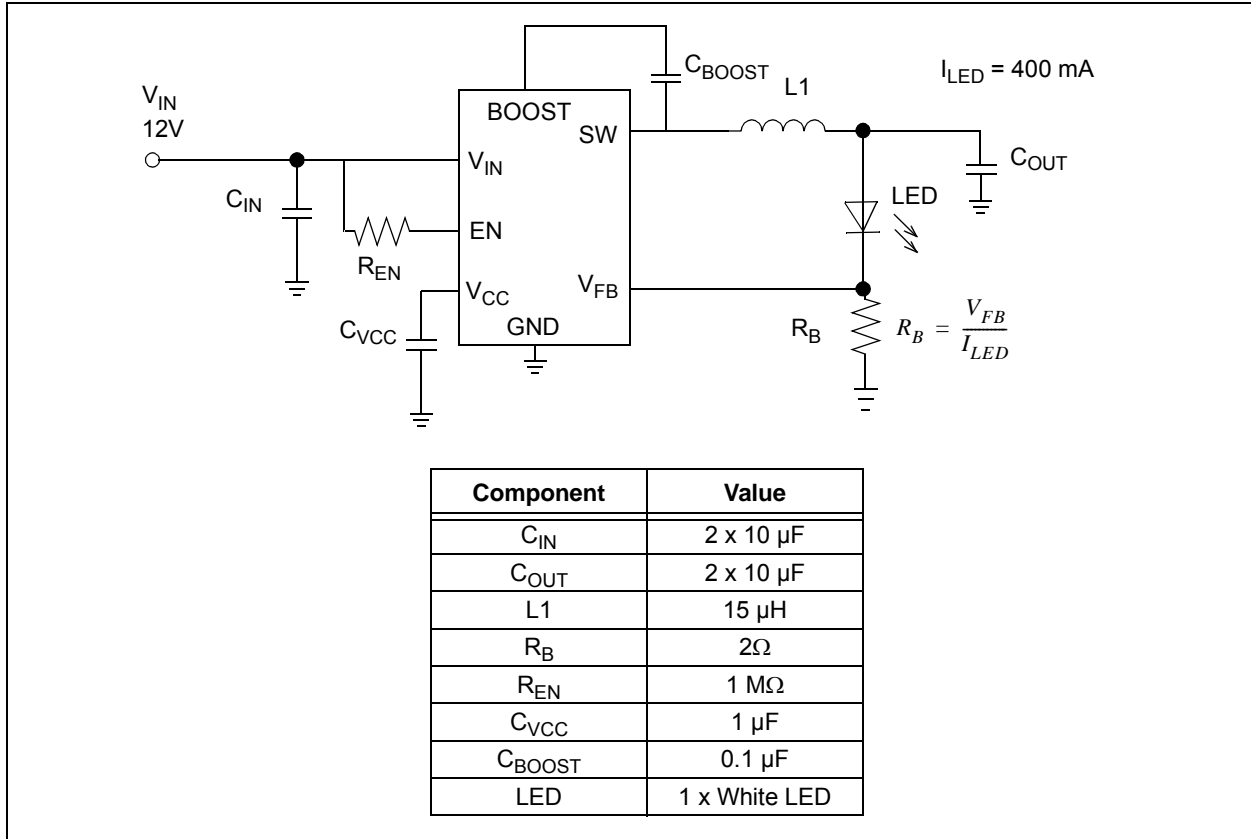 C_BOOST
I_LED = 400 mA
L1
V_IN
12V
BOOST
SW
V_IN
C_OUT
C_IN
LED
EN
R_EN
V_CC
V_FB
C_VCC
GND
R_B
R_B = V_FB / I_LED
Component Value
C_IN 2 x 10 µF
C_OUT 2 x 10 µF
L1 15 µH
R_B 2Ω
R_EN 1 MΩ
C_VCC 1 µF
C_BOOST 0.1 µF
LED 1 x White LED